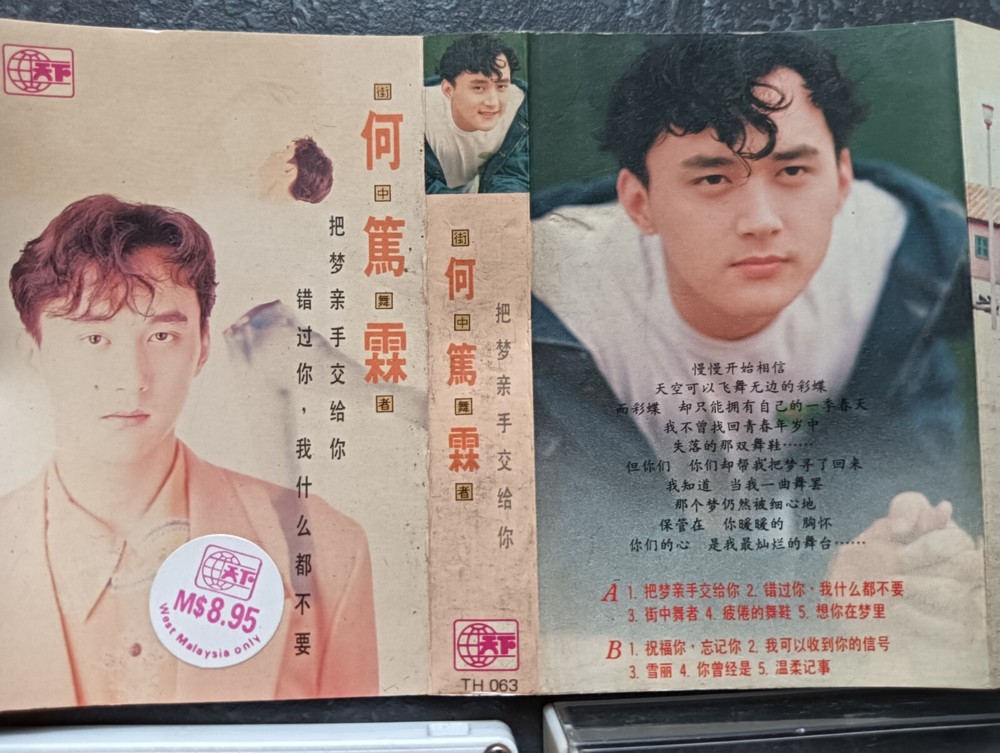 天下
街
何
中
篤
舞
霖
者
把梦亲手交给你
错过你，我什么都不要
天下
M$8.95
West Malaysia only
街
何
中
篤
舞
霖
者
把梦亲手交给你
天下
TH 063
慢慢开始相信
天空可以飞舞无边的彩蝶
而彩蝶 却只能拥有自己的一季春天
我不曾找回青春年岁中
失落的那双舞鞋……
但你们 你们却帮我把梦寻了回来
我知道 当我一曲舞罢
那个梦仍然被细心地
保管在 你暖暖的 胸怀
你们的心 是我最灿烂的舞台……
A 1. 把梦亲手交给你 2. 错过你·我什么都不要
3. 街中舞者 4. 疲倦的舞鞋 5. 想你在梦里
B 1. 祝福你·忘记你 2. 我可以收到你的信号
3. 雪丽 4. 你曾经是 5. 温柔记事